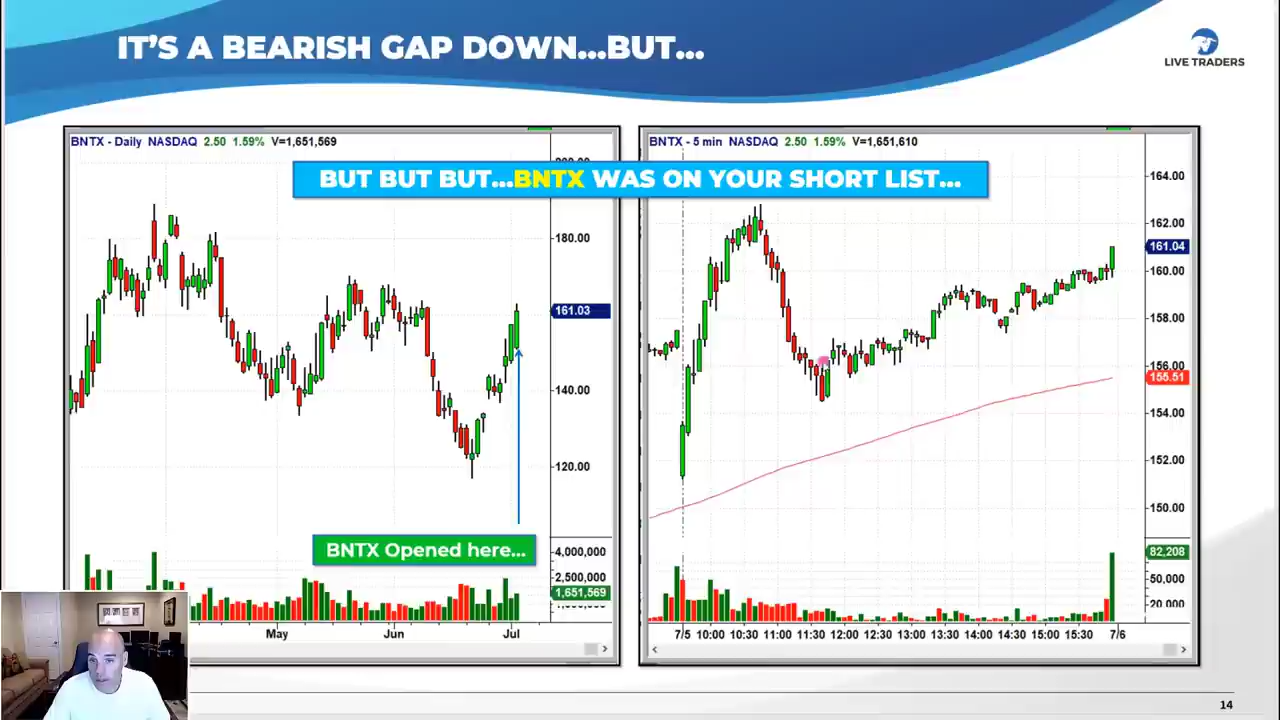 IT'S A BEARISH GAP DOWN...BUT...
LIVE TRADERS
BNTX - Daily NASDAQ 2.50 1.59% V=1,651,569
BNTX - 5 min NASDAQ 2.50 1.59% V=1,651,610
BUT BUT BUT...BNTX WAS ON YOUR SHORT LIST...
180.00
161.03
140.00
120.00
BNTX Opened here...
4,000,000
2,500,000
1,651,569
May
Jun
Jul
164.00
162.00
161.04
160.00
158.00
156.00
155.51
154.00
152.00
150.00
82,208
50,000
20,000
7/5 10:00 10:30 11:00 11:30 12:00 12:30 13:00 13:30 14:00 14:30 15:00 15:30 7/6
14